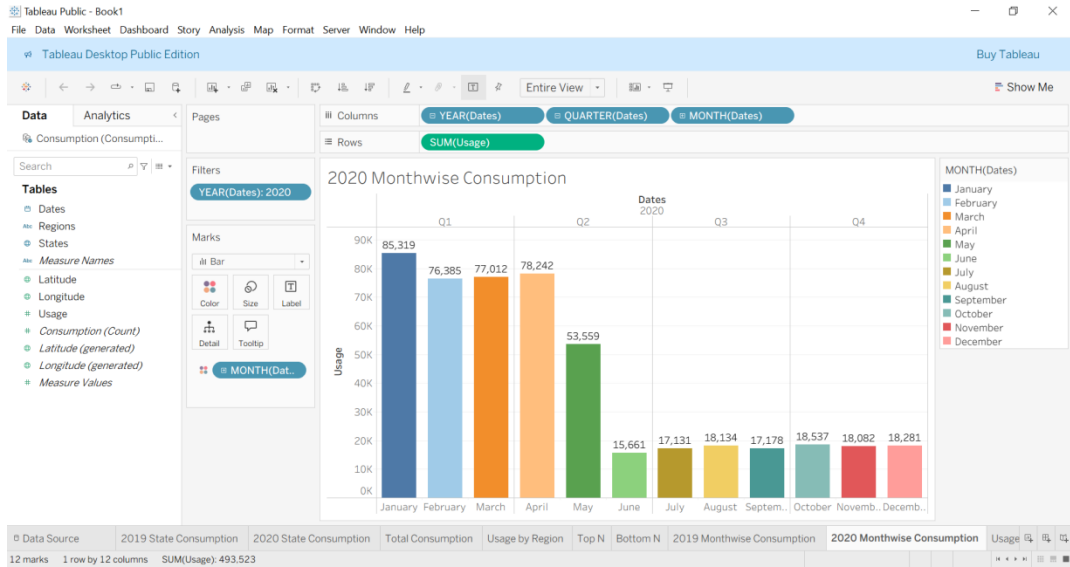 Tableau Public - Book1
File Data Worksheet Dashboard Story Analysis Map Format Server Window Help
Tableau Desktop Public Edition Buy Tableau
Entire View Show Me
Data Analytics
Consumption (Consumpti...
Search
Tables
Dates
Abc Regions
States
Abc Measure Names
Latitude
Longitude
# Usage
# Consumption (Count)
Latitude (generated)
Longitude (generated)
# Measure Values
Pages
Filters
YEAR(Dates): 2020
Marks
Bar
Color Size Label
Detail Tooltip
MONTH(Dat..
Columns YEAR(Dates) QUARTER(Dates) MONTH(Dates)
Rows SUM(Usage)
2020 Monthwise Consumption
Dates
2020
Q1 Q2 Q3 Q4
Usage
90K
80K
70K
60K
50K
40K
30K
20K
10K
0K
85,319 76,385 77,012 78,242 53,559 15,661 17,131 18,134 17,178 18,537 18,082 18,281
January February March April May June July August Septem.. October Novemb.. Decemb..
MONTH(Dates)
January
February
March
April
May
June
July
August
September
October
November
December
Data Source 2019 State Consumption 2020 State Consumption Total Consumption Usage by Region Top N Bottom N 2019 Monthwise Consumption 2020 Monthwise Consumption Usage
12 marks 1 row by 12 columns SUM(Usage): 493,523